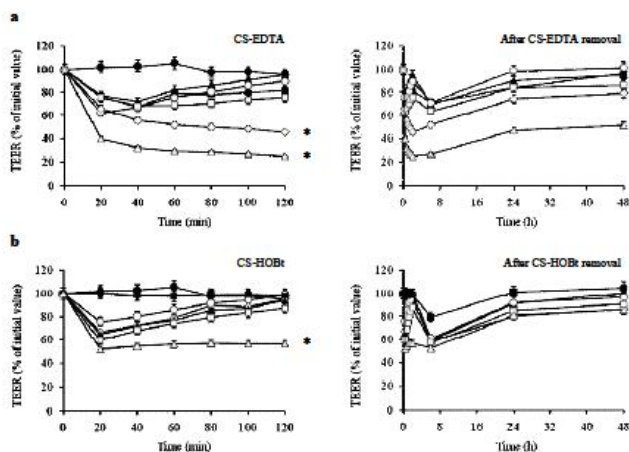 a
CS-EDTA
TEER (% of initial value)
120
100
80
60
40
20
0
*
*
0 20 40 60 80 100 120
Time (min)
After CS-EDTA removal
TEER (% of initial value)
120
100
80
60
40
20
0
0 8 16 24 32 40 48
Time (h)
b
CS-HOBt
TEER (% of initial value)
120
100
80
60
40
20
0
*
0 20 40 60 80 100 120
Time (min)
After CS-HOBt removal
TEER (% of initial value)
120
100
80
60
40
20
0
0 8 16 24 32 40 48
Time (h)